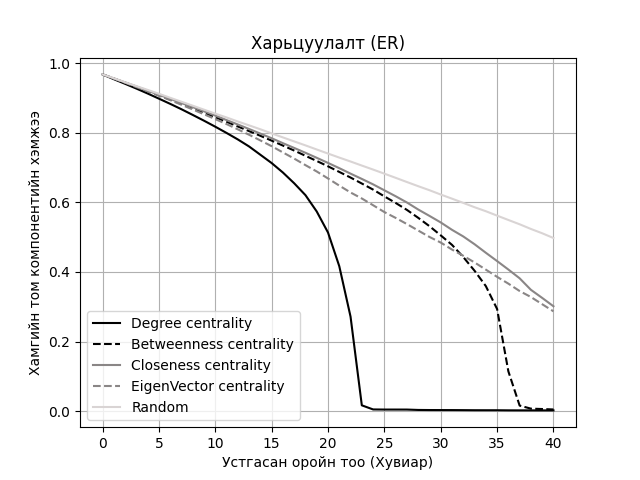 Харьцуулалт (ER)
Хамгийн том компонентийн хэмжээ
1.0
0.8
0.6
0.4
0.2
0.0
Degree centrality
Betweenness centrality
Closeness centrality
EigenVector centrality
Random
0 5 10 15 20 25 30 35 40
Устгасан оройн тоо (Хувиар)